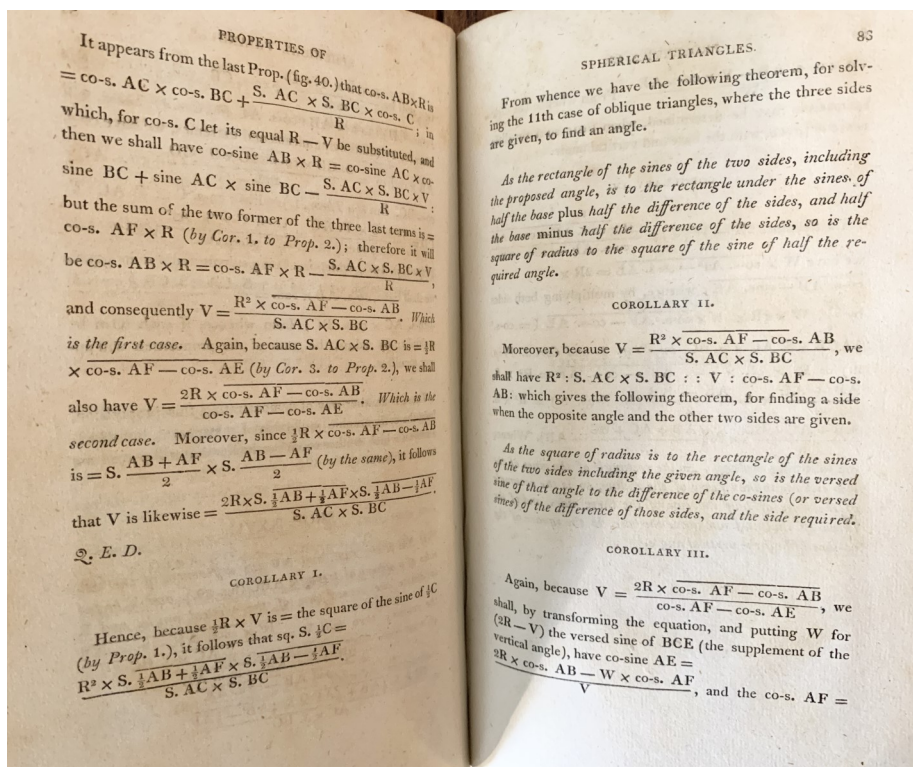 PROPERTIES OF
It appears from the last Prop. (fig. 40.) that co-s. AB×R is
= co-s. AC × co-s. BC + S. AC × S. BC × co-s. C / R ; in
which, for co-s. C let its equal R — V be substituted, and
then we shall have co-sine AB × R = co-sine AC × co-
sine BC + sine AC × sine BC — S. AC × S. BC × V / R :
but the sum of the two former of the three last terms is =
co-s. AF × R (by Cor. 1. to Prop. 2.); therefore it will
be co-s. AB × R = co-s. AF × R — S. AC × S. BC × V / R ,
and consequently V = R² × co-s. AF — co-s. AB / S. AC × S. BC . Which
is the first case. Again, because S. AC × S. BC is = ½R
× co-s. AF — co-s. AE (by Cor. 3. to Prop. 2.), we shall
also have V = 2R × co-s. AF — co-s. AB / co-s. AF — co-s. AE . Which is the
second case. Moreover, since ½R × co-s. AF — co-s. AB
is = S. AB + AF / 2 × S. AB — AF / 2 (by the same), it follows
that V is likewise = 2R×S. ½AB+½AF×S. ½AB—½AF / S. AC × S. BC .
Q. E. D.
COROLLARY I.
Hence, because ½R × V is = the square of the sine of ½C
(by Prop. 1.), it follows that sq. S. ½C =
R² × S. ½AB + ½AF × S. ½AB — ½AF / S. AC × S. BC .
SPHERICAL TRIANGLES. 83
From whence we have the following theorem, for solv-
ing the 11th case of oblique triangles, where the three sides
are given, to find an angle.
As the rectangle of the sines of the two sides, including
the proposed angle, is to the rectangle under the sines of
half the base plus half the difference of the sides, and half
the base minus half the difference of the sides, so is the
square of radius to the square of the sine of half the re-
quired angle.
COROLLARY II.
Moreover, because V = R² × co-s. AF — co-s. AB / S. AC × S. BC , we
shall have R² : S. AC × S. BC : : V : co-s. AF — co-s.
AB: which gives the following theorem, for finding a side
when the opposite angle and the other two sides are given.
As the square of radius is to the rectangle of the sines
of the two sides including the given angle, so is the versed
sine of that angle to the difference of the co-sines (or versed
sines) of the difference of those sides, and the side required.
COROLLARY III.
Again, because V = 2R × co-s. AF — co-s. AB / co-s. AF — co-s. AE , we
shall, by transforming the equation, and putting W for
(2R — V) the versed sine of BCE (the supplement of the
vertical angle), have co-sine AE =
2R × co-s. AB — W × co-s. AF / V , and the co-s. AF =